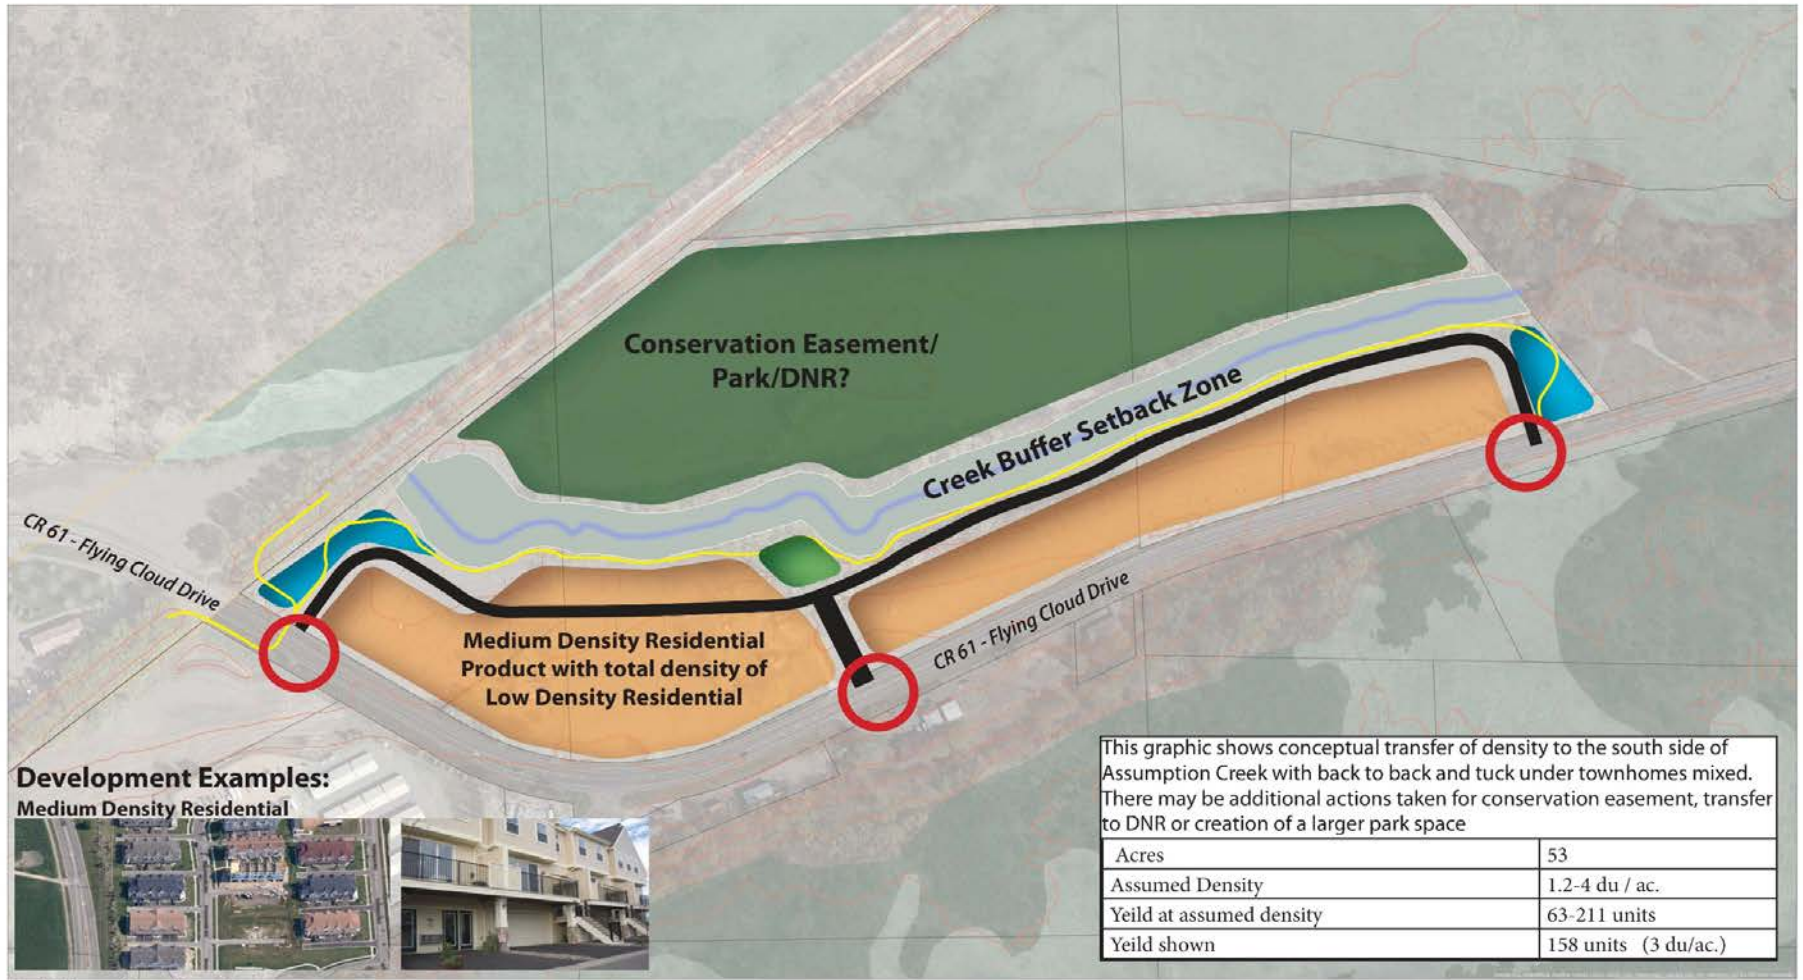 Conservation Easement/
Park/DNR?
Creek Buffer Setback Zone
CR 61 - Flying Cloud Drive
CR 61 - Flying Cloud Drive
Medium Density Residential
Product with total density of
Low Density Residential
Development Examples:
Medium Density Residential
This graphic shows conceptual transfer of density to the south side of
Assumption Creek with back to back and tuck under townhomes mixed.
There may be additional actions taken for conservation easement, transfer
to DNR or creation of a larger park space
Acres 53
Assumed Density 1.2-4 du / ac.
Yeild at assumed density 63-211 units
Yeild shown 158 units (3 du/ac.)